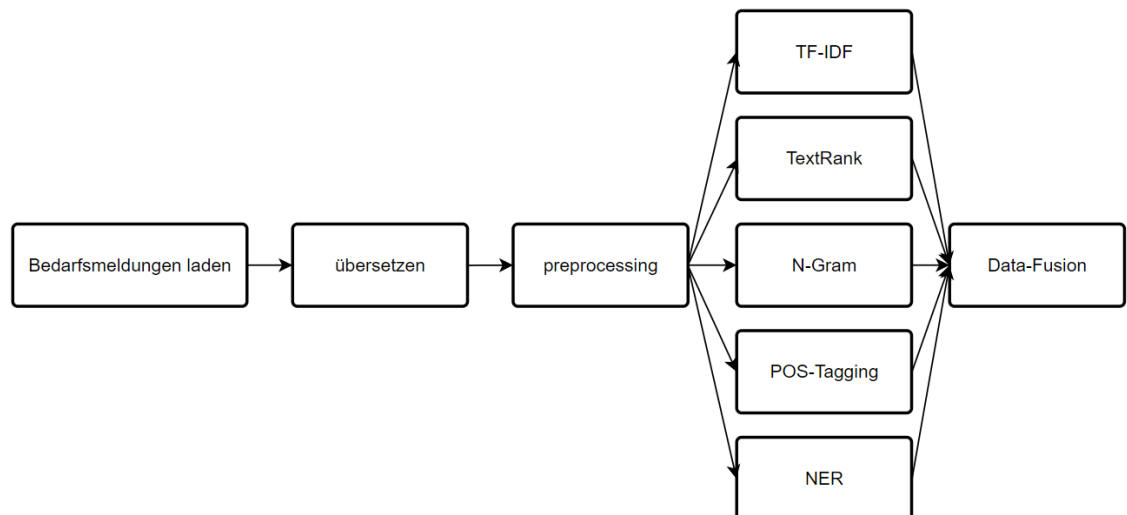 Bedarfsmeldungen laden
übersetzen
preprocessing
TF-IDF
TextRank
N-Gram
POS-Tagging
NER
Data-Fusion